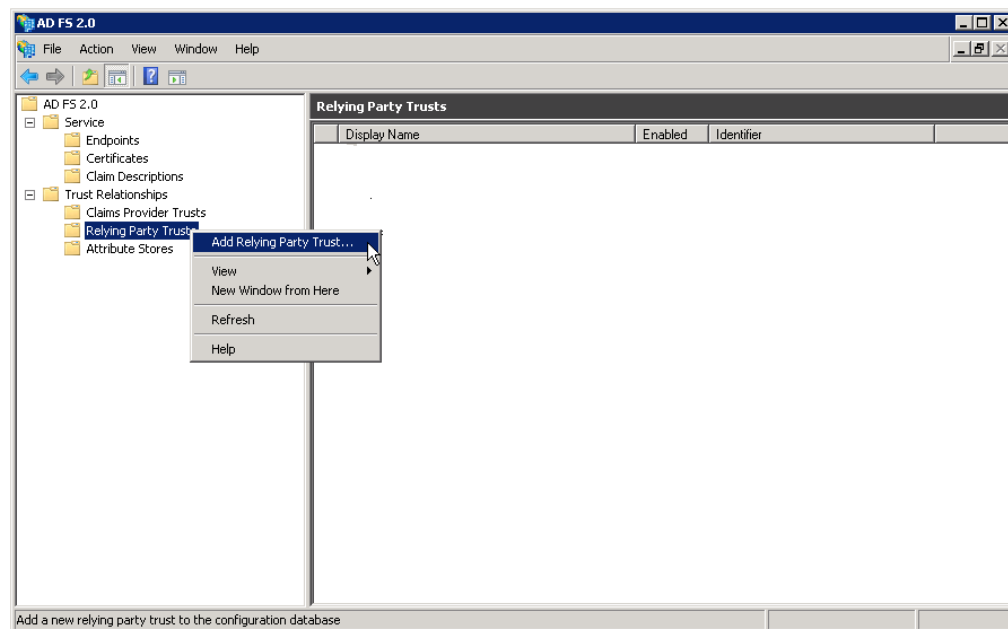 AD FS 2.0
File Action View Window Help
AD FS 2.0
Service
Endpoints
Certificates
Claim Descriptions
Trust Relationships
Claims Provider Trusts
Relying Party Trusts
Attribute Stores
Relying Party Trusts
Display Name Enabled Identifier
Add Relying Party Trust...
View
New Window from Here
Refresh
Help
Add a new relying party trust to the configuration database